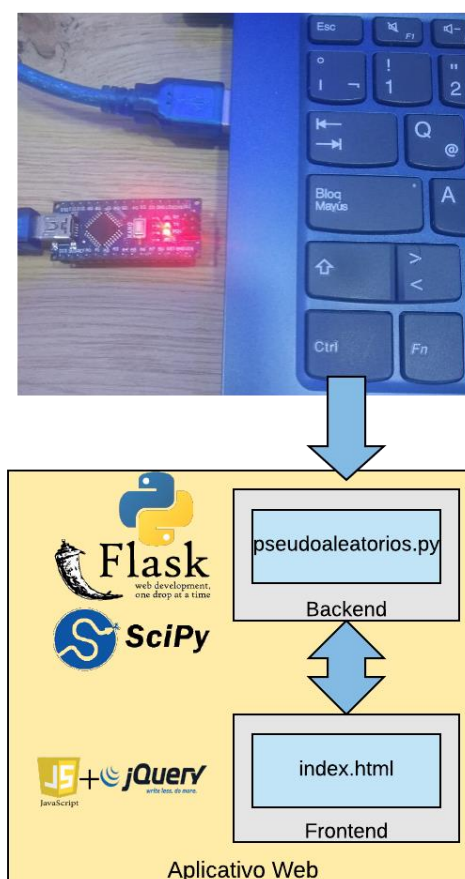 Esc
F1
!
1
"
2
Q
@
Bloq
Mayús
A
>
<
Ctrl
Fn
Flask
web development,
one drop at a time
SciPy
pseudoaleatorios.py
Backend
JS
JavaScript
+
jQuery
write less. do more.
index.html
Frontend
Aplicativo Web